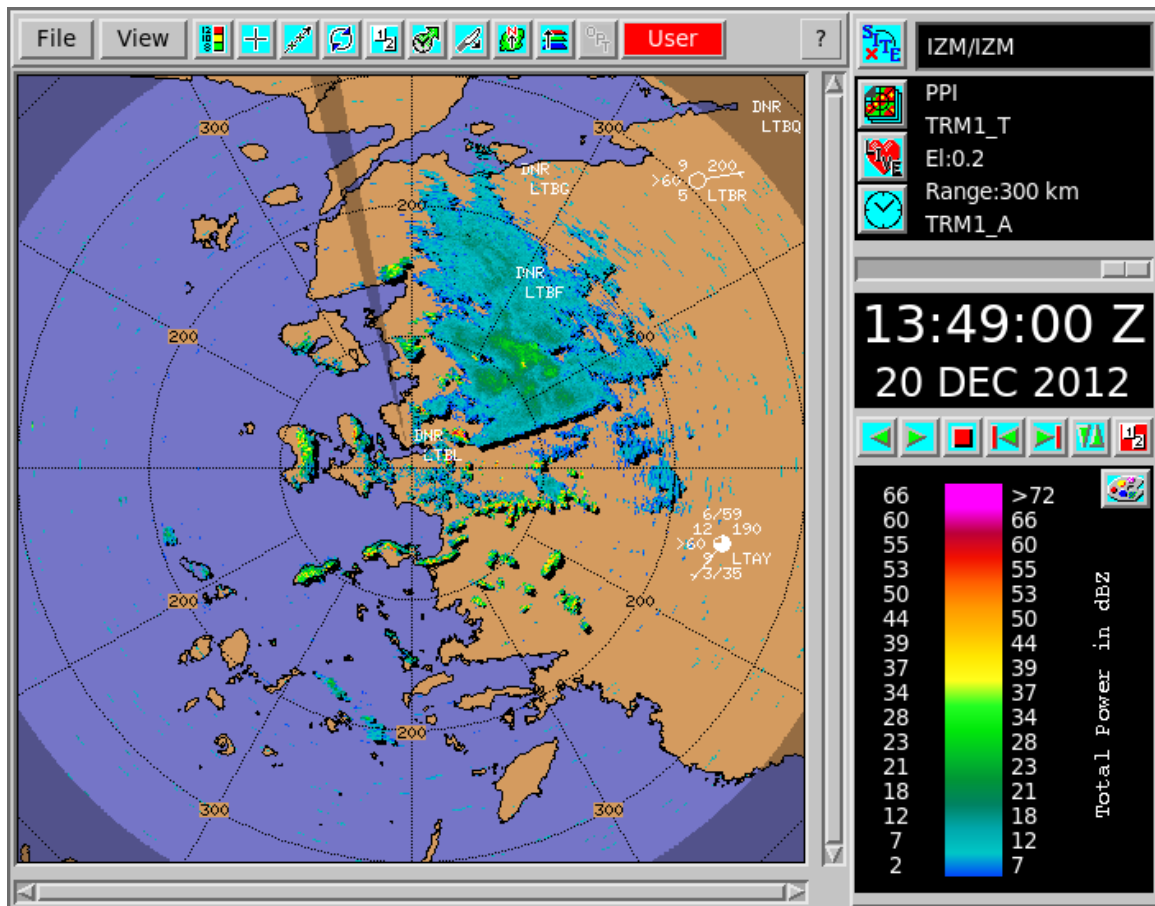 File View User ?
SITE
IZM/IZM
PPI
TRM1_T
El:0.2
Range:300 km
TRM1_A
LIVE
13:49:00 Z
20 DEC 2012
300
300
DNR
LTBQ
DNR
LTBG
9 200
>60
5 LTBR
200
DNR
LTBF
200
200
DNR
LTBL
6/59
12 190
>60
9 LTAY
/3/35
200
200
200
300
300
66 >72
60 66
55 60
53 55
50 53
44 50
39 44
37 39
34 37
28 34
23 28
21 23
18 21
12 18
7 12
2 7
Total Power in dBZ